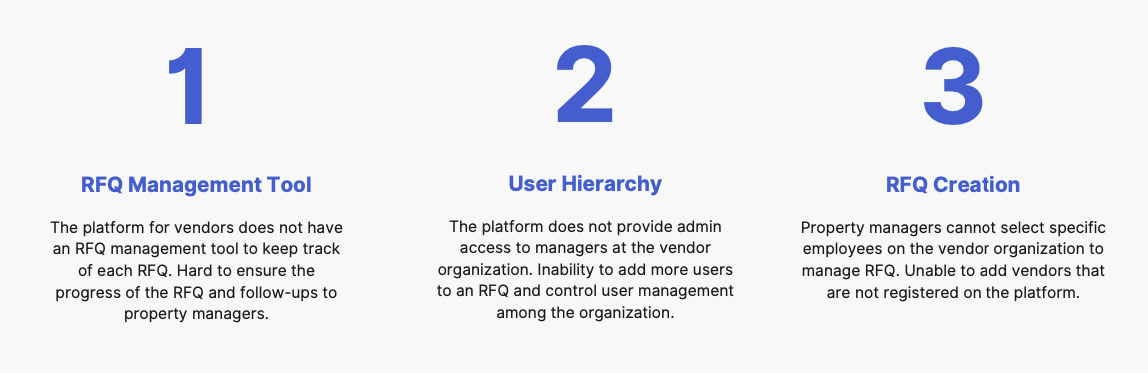 1
RFQ Management Tool
The platform for vendors does not have
an RFQ management tool to keep track
of each RFQ. Hard to ensure the
progress of the RFQ and follow-ups to
property managers.
2
User Hierarchy
The platform does not provide admin
access to managers at the vendor
organization. Inability to add more users
to an RFQ and control user management
among the organization.
3
RFQ Creation
Property managers cannot select specific
employees on the vendor organization to
manage RFQ. Unable to add vendors that
are not registered on the platform.